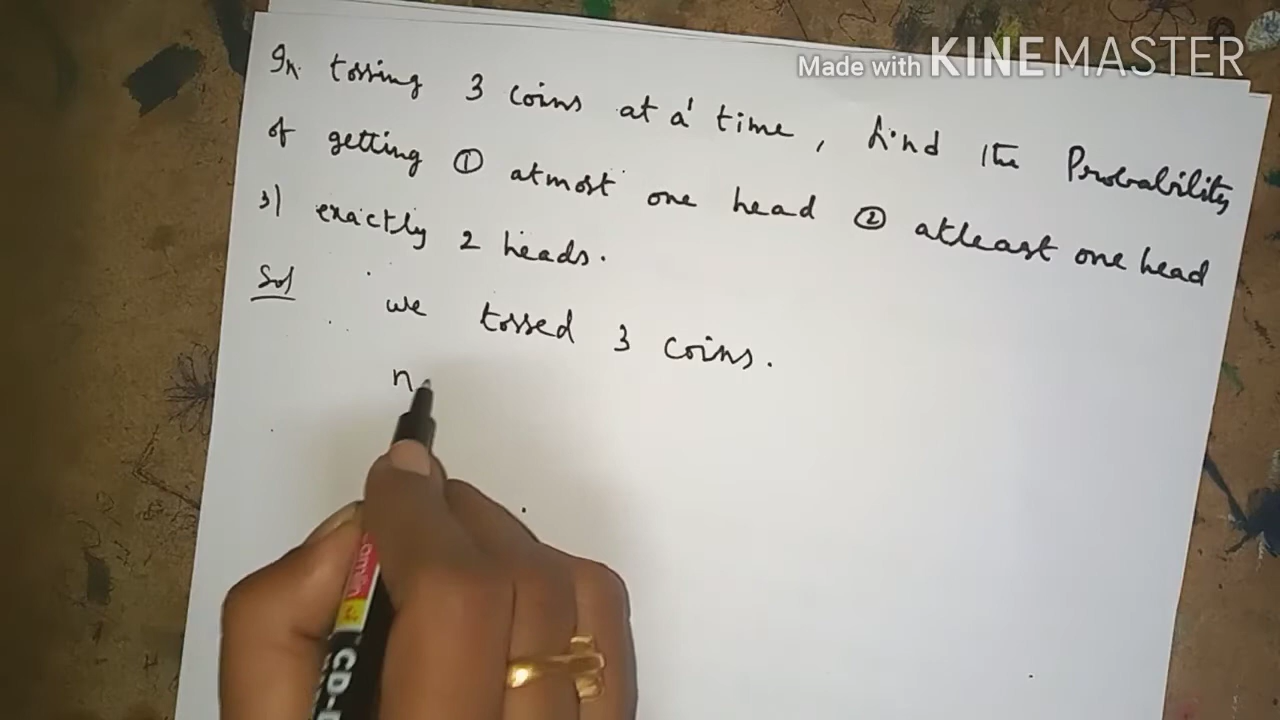 Made with KINEMASTER
In tossing 3 coins at a time, find the Probability
of getting ① atmost one head ② atleast one head
3) exactly 2 heads.
Sol we tossed 3 coins.
n
CD-